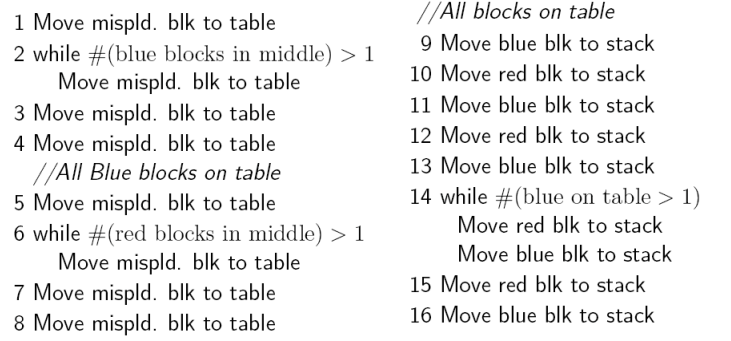 1 Move mispld. blk to table
2 while #(blue blocks in middle) > 1
Move mispld. blk to table
3 Move mispld. blk to table
4 Move mispld. blk to table
//All Blue blocks on table
5 Move mispld. blk to table
6 while #(red blocks in middle) > 1
Move mispld. blk to table
7 Move mispld. blk to table
8 Move mispld. blk to table
//All blocks on table
9 Move blue blk to stack
10 Move red blk to stack
11 Move blue blk to stack
12 Move red blk to stack
13 Move blue blk to stack
14 while #(blue on table > 1)
Move red blk to stack
Move blue blk to stack
15 Move red blk to stack
16 Move blue blk to stack